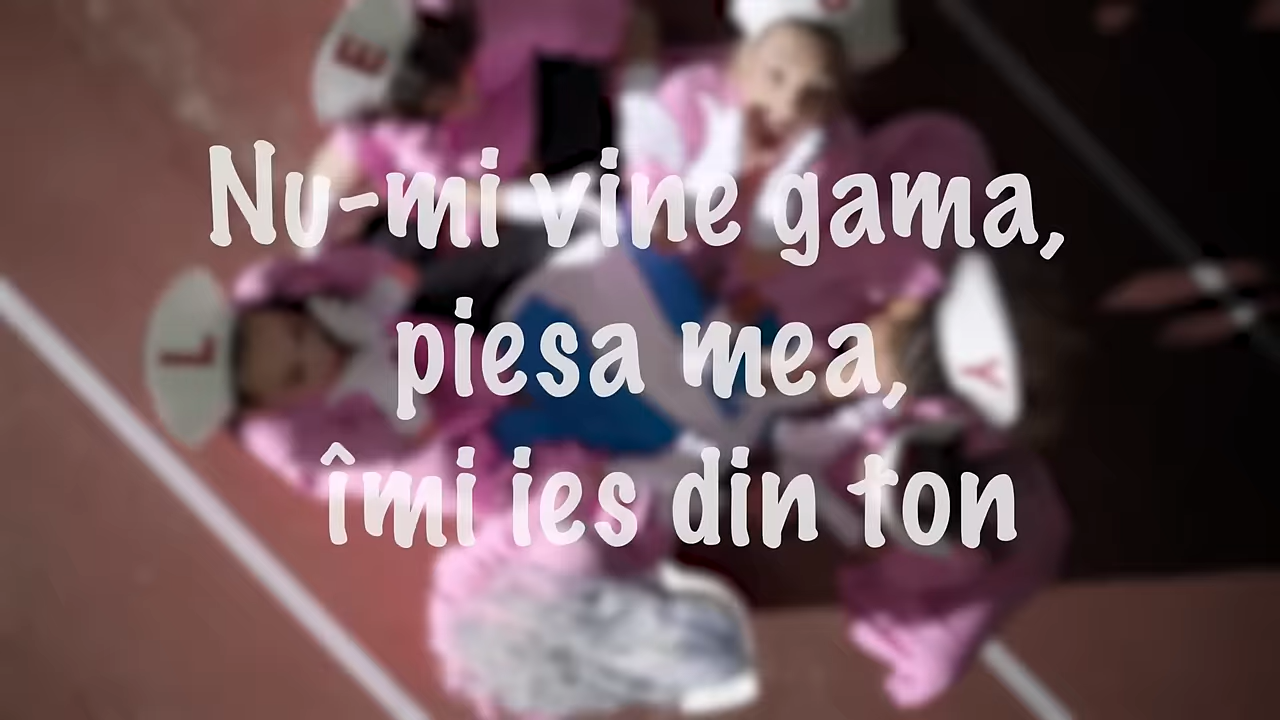 Nu-mi vine gama,
piesa mea,
îmi ies din ton
E
L
Y